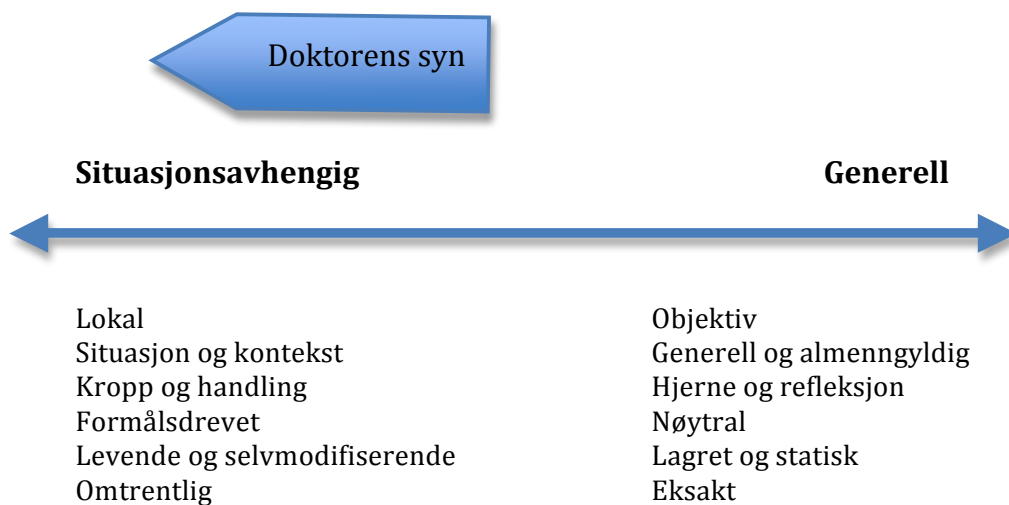 Doktorens syn
Situasjonsavhengig
Generell
Lokal
Situasjon og kontekst
Kropp og handling
Formålsdrevet
Levende og selvmodifiserende
Omtrentlig
Objektiv
Generell og almenngyldig
Hjerne og refleksjon
Nøytral
Lagret og statisk
Eksakt